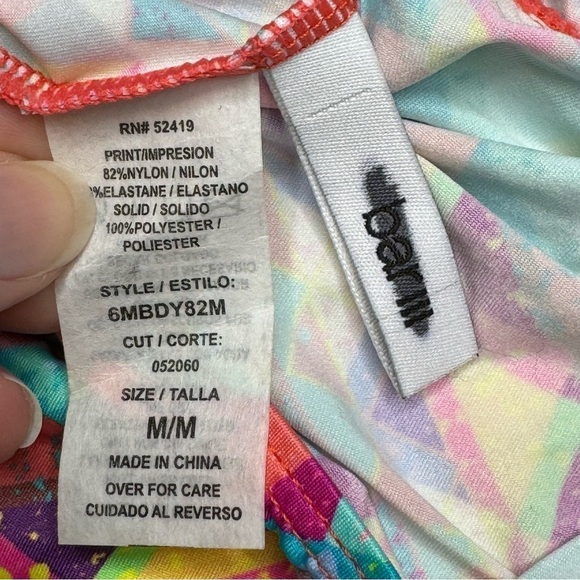 RN# 52419
PRINT/IMPRESION
82%NYLON / NILON
%ELASTANE / ELASTANO
SOLID / SOLIDO
100%POLYESTER /
POLIESTER
STYLE / ESTILO:
6MBDY82M
CUT / CORTE:
052060
SIZE / TALLA
M/M
MADE IN CHINA
OVER FOR CARE
CUIDADO AL REVERSO